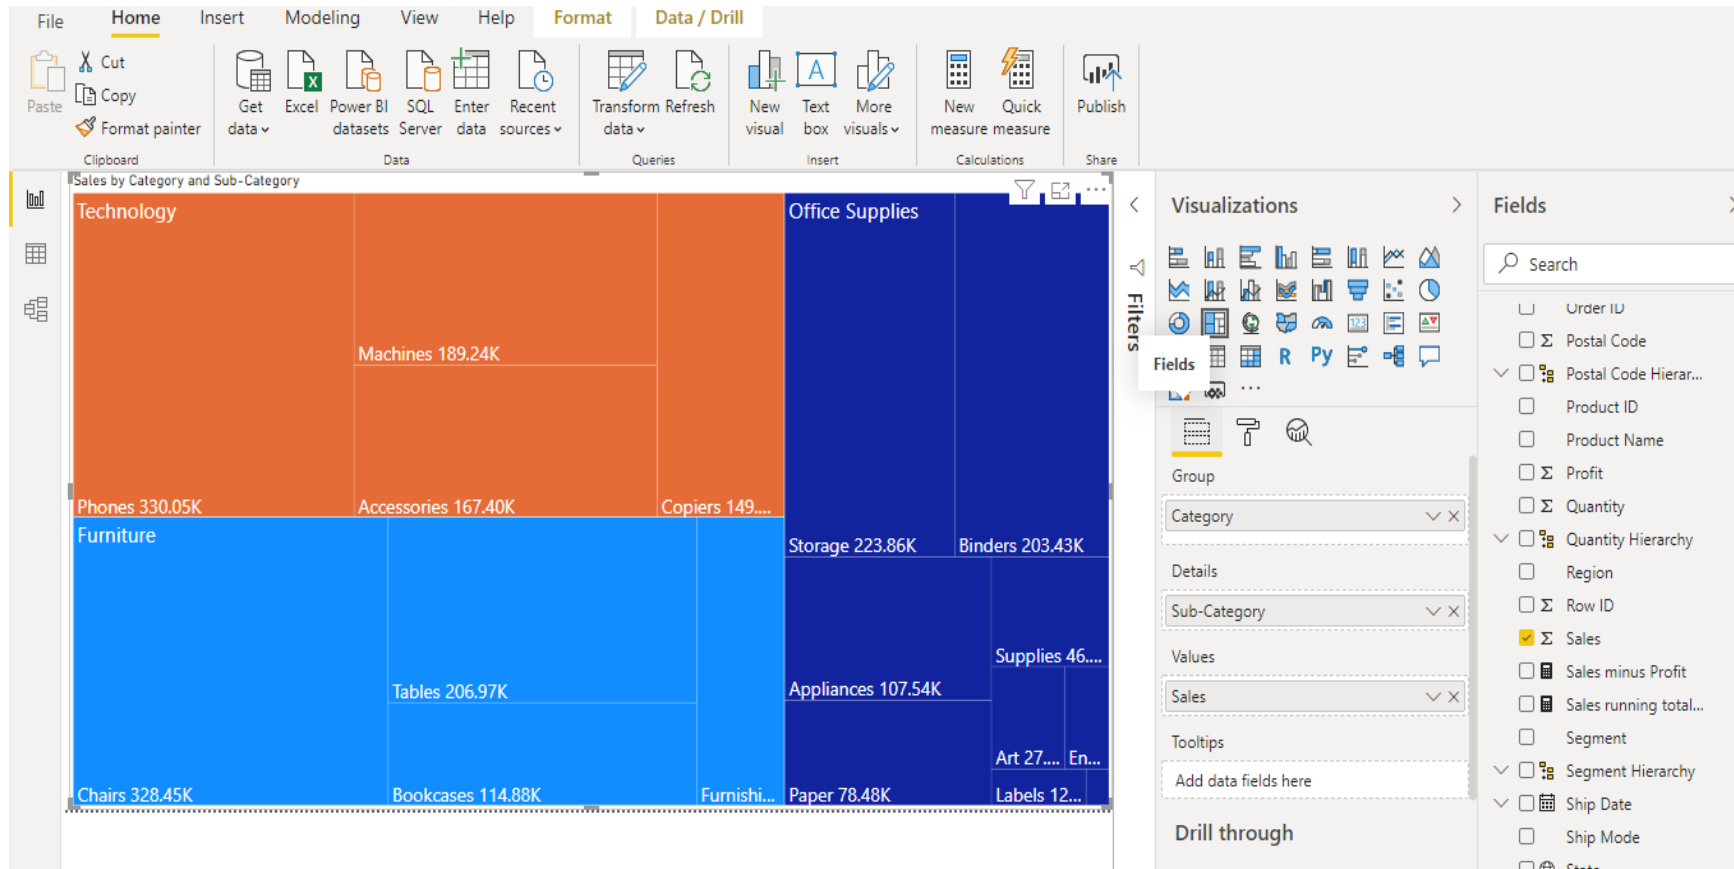 File Home Insert Modeling View Help Format Data / Drill
Paste
Cut
Copy
Format painter
Clipboard
Get data
Excel
Power BI datasets
SQL Server
Enter data
Recent sources
Data
Transform data
Refresh
Queries
New visual
Text box
More visuals
Insert
New measure
Quick measure
Calculations
Publish
Share
Sales by Category and Sub-Category
Technology
Machines 189.24K
Phones 330.05K
Accessories 167.40K
Copiers 149....
Furniture
Tables 206.97K
Chairs 328.45K
Bookcases 114.88K
Furnishi...
Office Supplies
Storage 223.86K
Binders 203.43K
Supplies 46....
Appliances 107.54K
Art 27....
En...
Paper 78.48K
Labels 12...
Filters
Visualizations
123
R
Py
Fields
Group
Category
Details
Sub-Category
Values
Sales
Tooltips
Add data fields here
Drill through
Fields
Search
Order ID
Postal Code
Postal Code Hierar...
Product ID
Product Name
Profit
Quantity
Quantity Hierarchy
Region
Row ID
Sales
Sales minus Profit
Sales running total...
Segment
Segment Hierarchy
Ship Date
Ship Mode